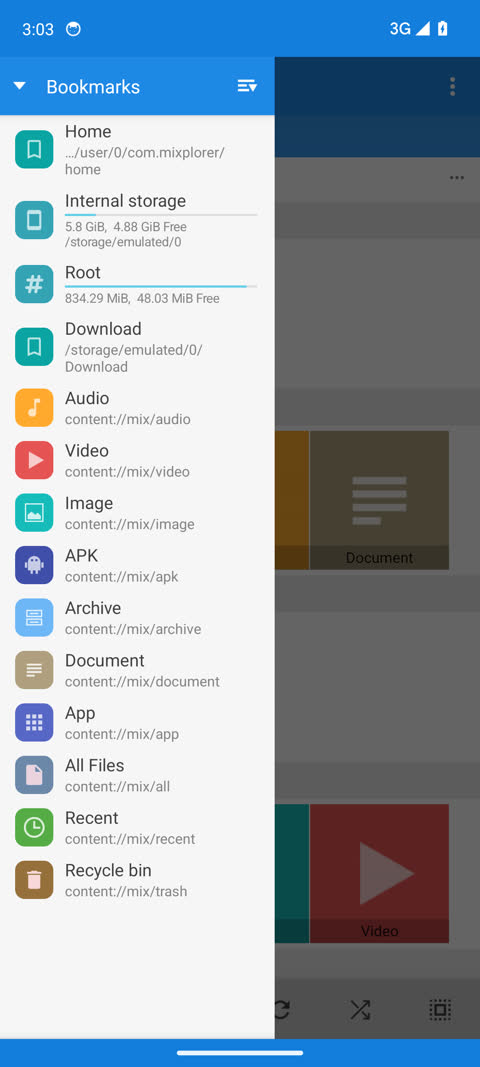 3:03
3G
Bookmarks
Home
.../user/0/com.mixplorer/
home
Internal storage
5.8 GiB,  4.88 GiB Free
/storage/emulated/0
Root
834.29 MiB,  48.03 MiB Free
Download
/storage/emulated/0/
Download
Audio
content://mix/audio
Video
content://mix/video
Image
content://mix/image
APK
content://mix/apk
Archive
content://mix/archive
Document
content://mix/document
App
content://mix/app
All Files
content://mix/all
Recent
content://mix/recent
Recycle bin
content://mix/trash
Document
Video